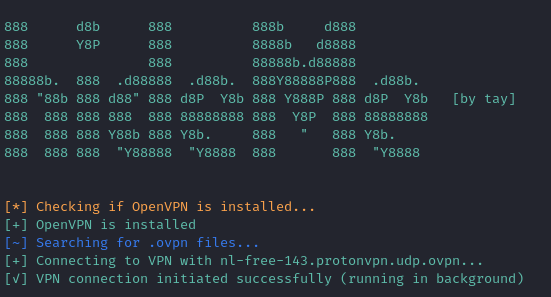 888      d8b      888          888b     d888
888      Y8P      888          8888b   d8888
888               888          88888b.d88888
88888b.  888  .d88888  .d88b.  888Y88888P888  .d88b.
888 "88b 888 d88" 888 d8P  Y8b 888 Y888P 888 d8P  Y8b   [by tay]
888  888 888 888  888 88888888 888  Y8P  888 88888888
888  888 888 Y88b 888 Y8b.     888   "   888 Y8b.
888  888 888  "Y88888  "Y8888  888       888  "Y8888
[*] Checking if OpenVPN is installed...
[+] OpenVPN is installed
[~] Searching for .ovpn files...
[+] Connecting to VPN with nl-free-143.protonvpn.udp.ovpn...
[√] VPN connection initiated successfully (running in background)